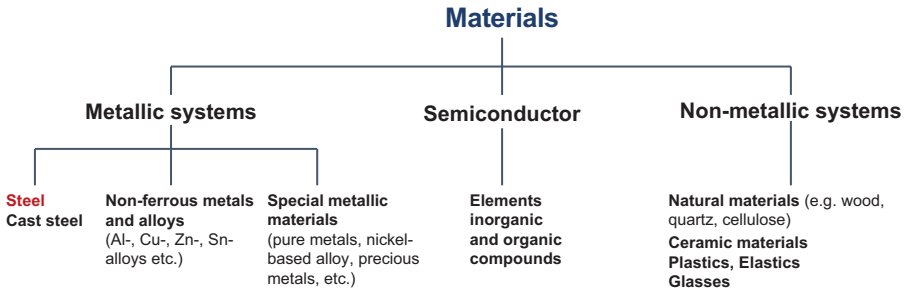 Materials
Metallic systems
Semiconductor
Non-metallic systems
Steel
Cast steel
Non-ferrous metals
and alloys
(Al-, Cu-, Zn-, Sn-
alloys etc.)
Special metallic
materials
(pure metals, nickel-
based alloy, precious
metals, etc.)
Elements
inorganic
and organic
compounds
Natural materials (e.g. wood,
quartz, cellulose)
Ceramic materials
Plastics, Elastics
Glasses